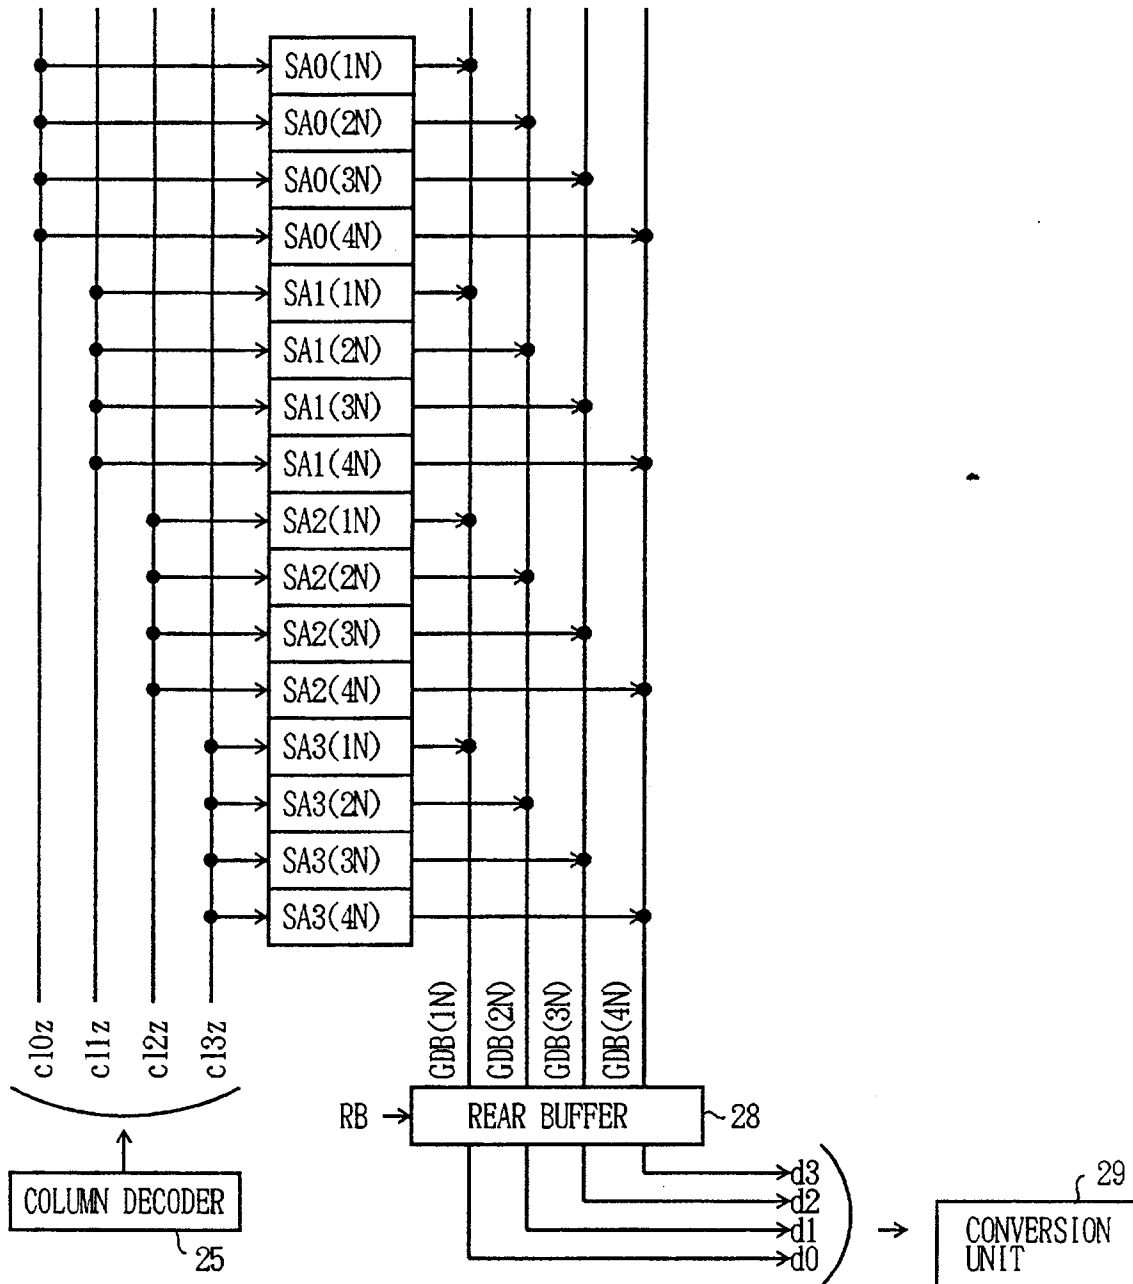 SA0(1N)
SA0(2N)
SA0(3N)
SA0(4N)
SA1(1N)
SA1(2N)
SA1(3N)
SA1(4N)
SA2(1N)
SA2(2N)
SA2(3N)
SA2(4N)
SA3(1N)
SA3(2N)
SA3(3N)
SA3(4N)
cl0z
cl1z
cl2z
cl3z
GDB(1N)
GDB(2N)
GDB(3N)
GDB(4N)
RB
REAR BUFFER
28
COLUMN DECODER
25
d3
d2
d1
d0
29
CONVERSION
UNIT